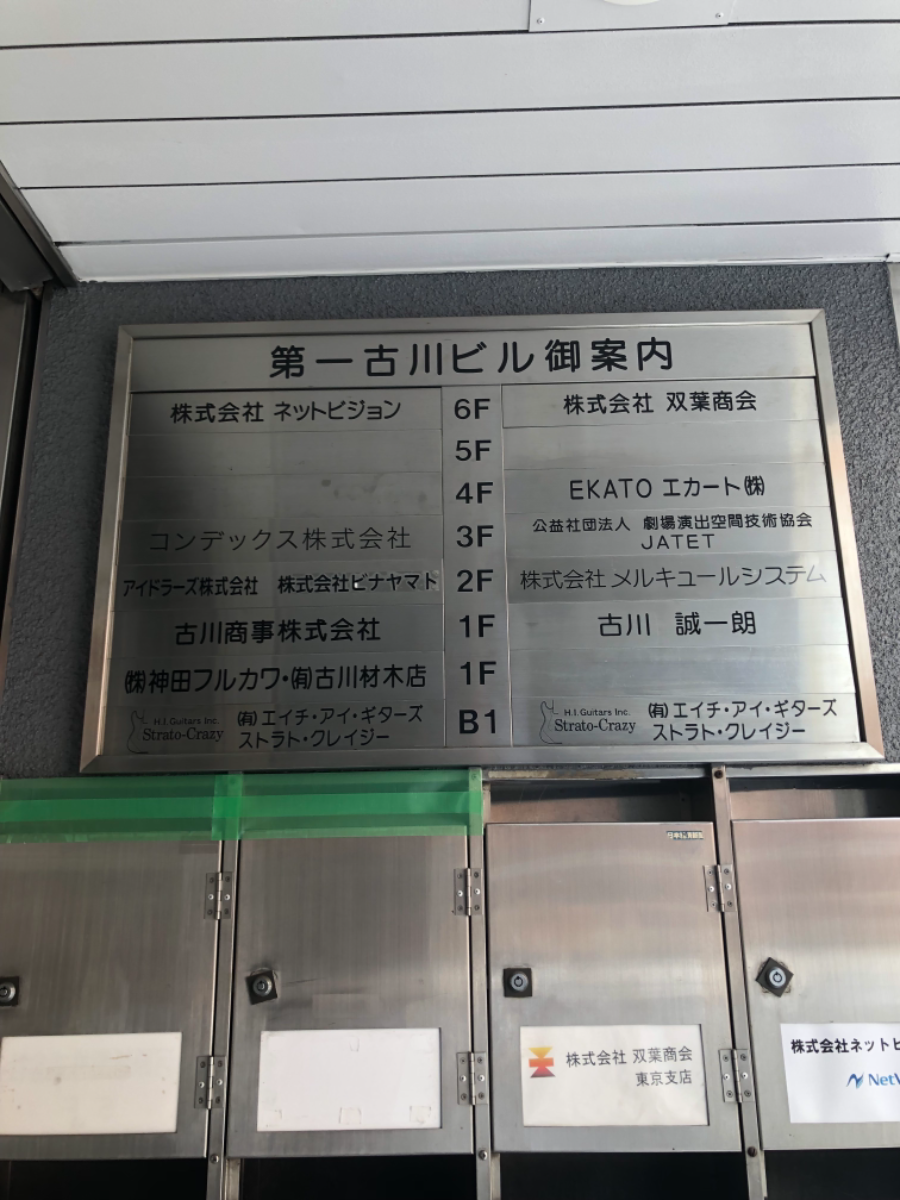 第一古川ビル御案内
株式会社 ネットビジョン 6F 株式会社 双葉商会
5F
4F EKATO エカート㈱
コンデックス株式会社 3F 公益社団法人 劇場演出空間技術協会
JATET
アイドラーズ株式会社 株式会社ビナヤマト 2F 株式会社 メルキュールシステム
古川商事株式会社 1F 古川 誠一朗
㈱神田フルカワ・㈲古川材木店 1F
H.I.Guitars Inc. ㈲エイチ・アイ・ギターズ B1 H.I.Guitars Inc. ㈲エイチ・アイ・ギターズ
Strato-Crazy ストラト・クレイジー Strato-Crazy ストラト・クレイジー
株式会社 双葉商会
東京支店
株式会社ネットビ
NetV